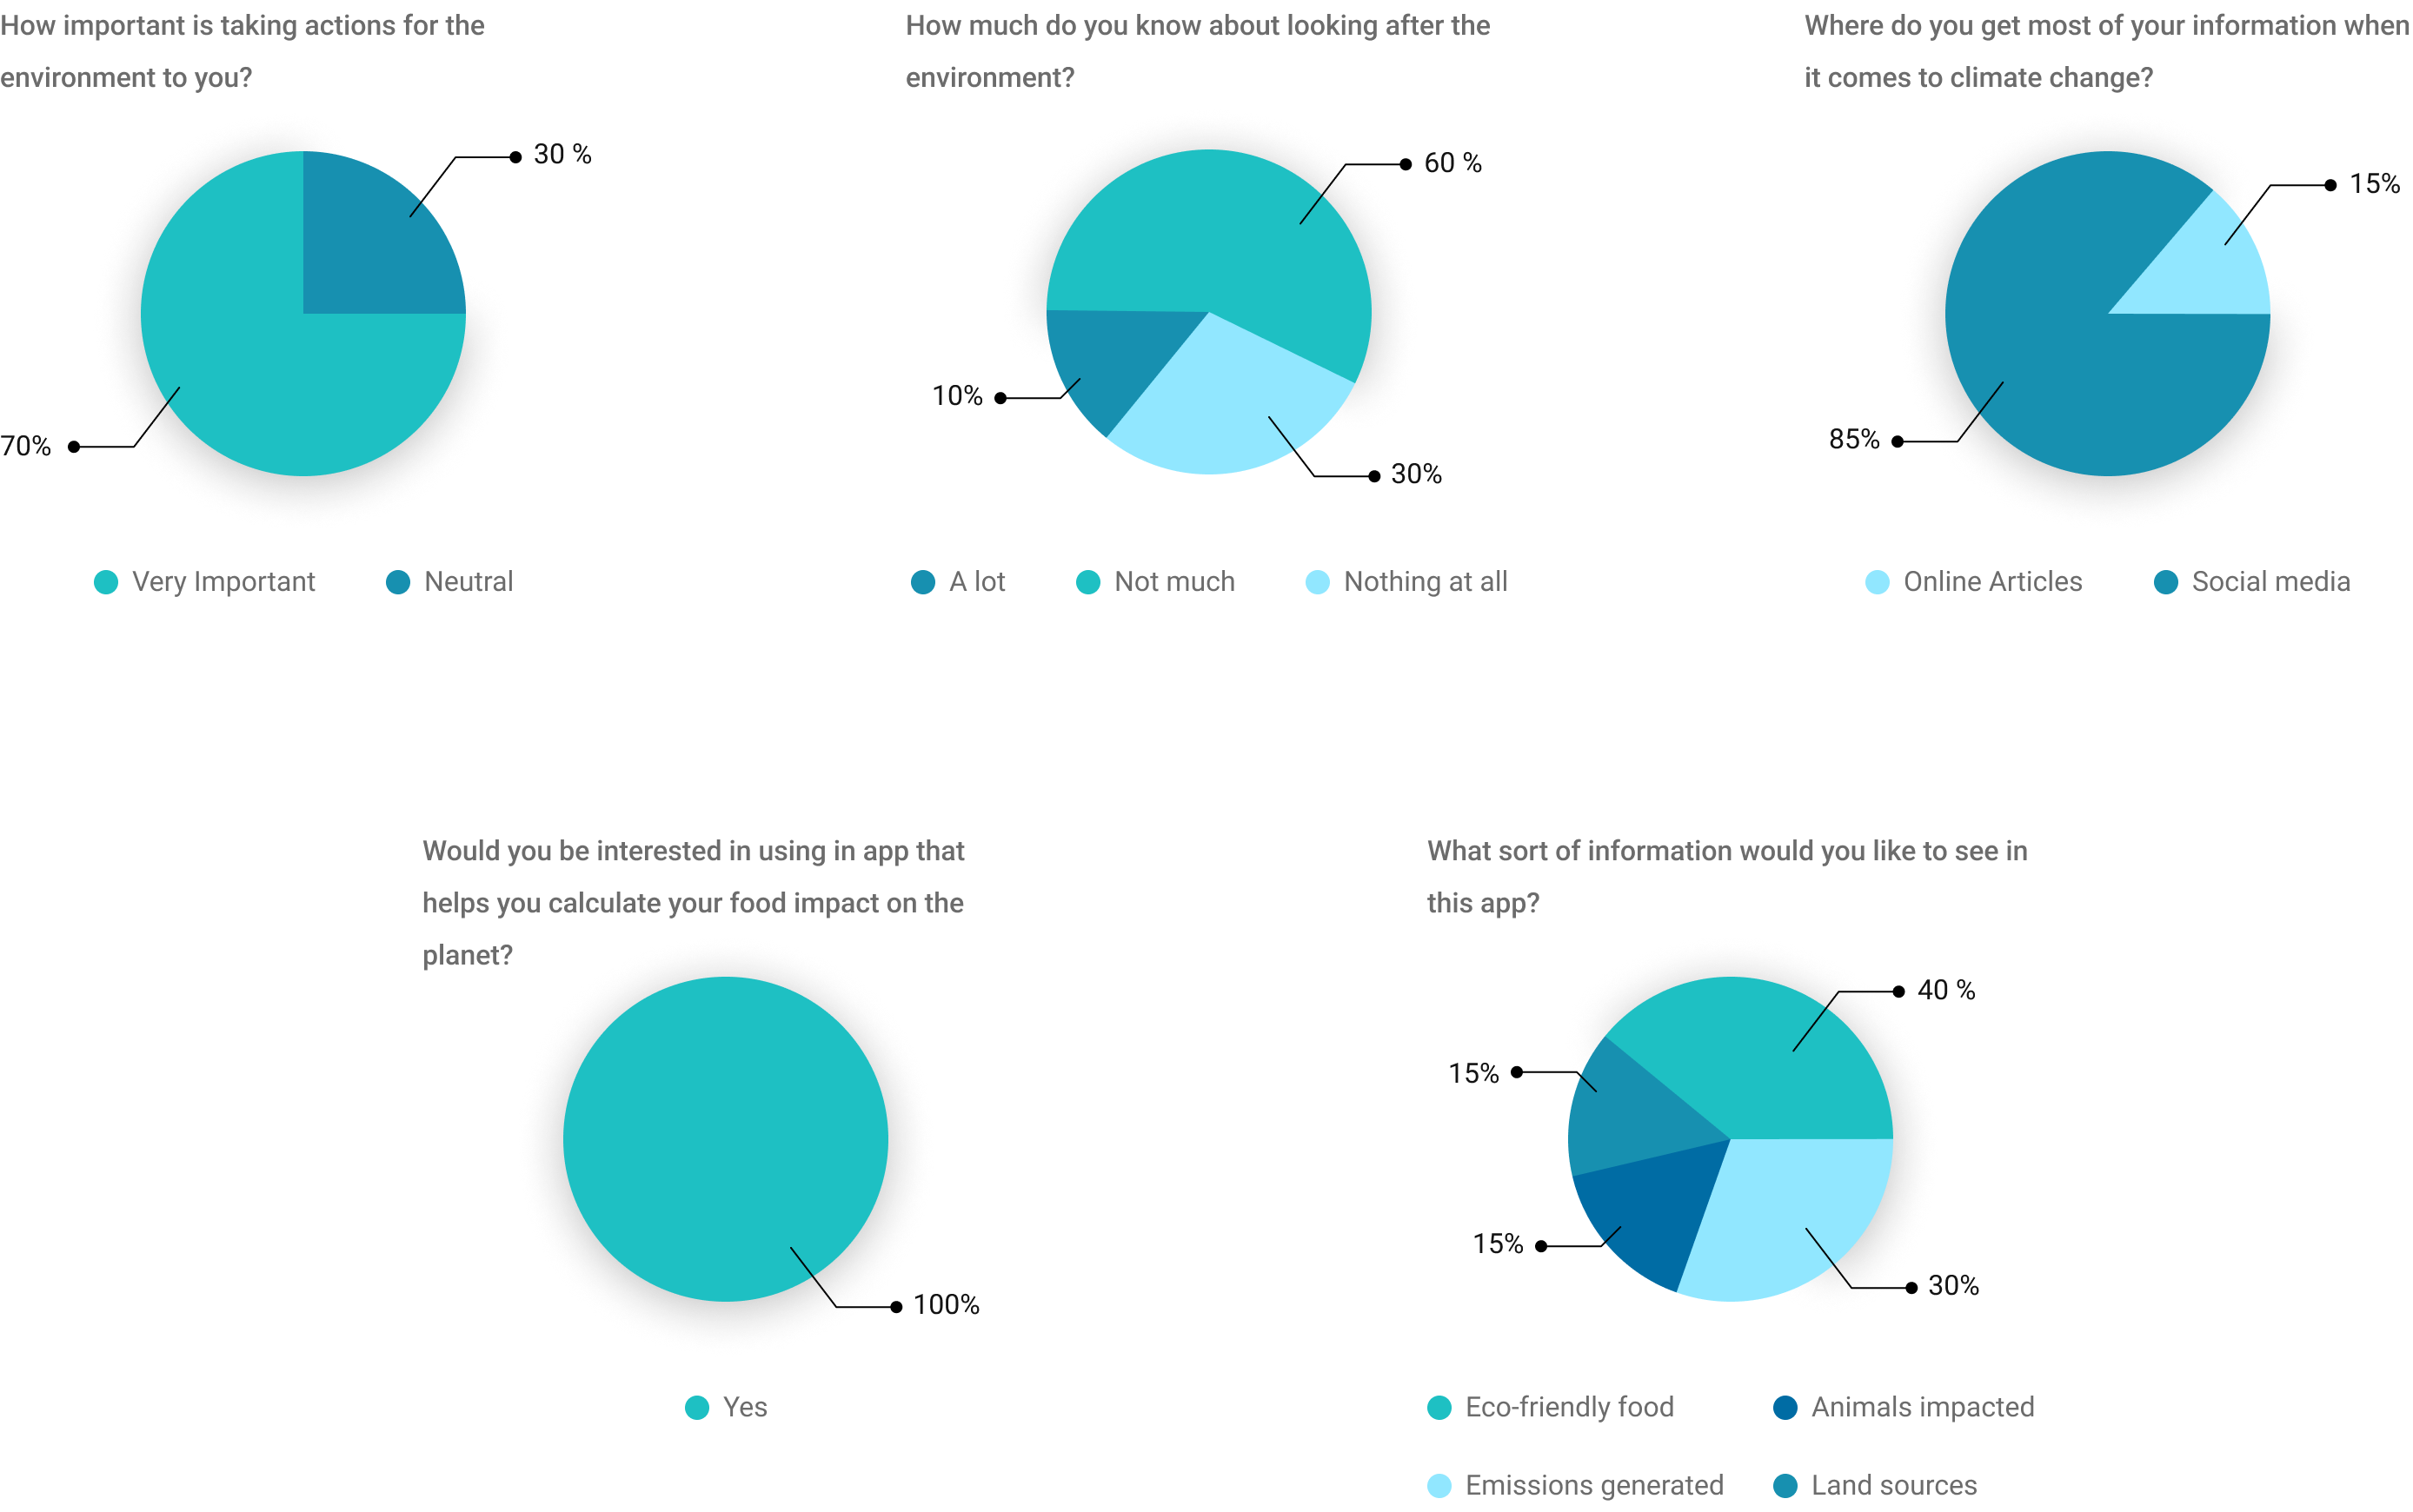 How important is taking actions for the
environment to you?
30 %
70%
Very Important
Neutral
How much do you know about looking after the
environment?
60 %
10%
30%
A lot
Not much
Nothing at all
Where do you get most of your information when
it comes to climate change?
15%
85%
Online Articles
Social media
Would you be interested in using in app that
helps you calculate your food impact on the
planet?
100%
Yes
What sort of information would you like to see in
this app?
40 %
15%
15%
30%
Eco-friendly food
Animals impacted
Emissions generated
Land sources